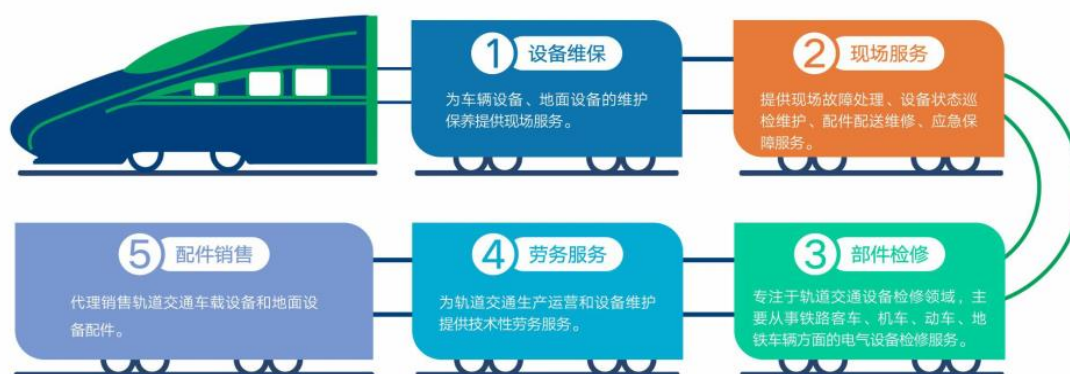 1 设备维保
为车辆设备、地面设备的维护
保养提供现场服务。
2 现场服务
提供现场故障处理、设备状态巡
检维护、配件配送维修、应急保
障服务。
3 部件检修
专注于轨道交通设备检修领域，主
要从事铁路客车、机车、动车、地
铁车辆方面的电气设备检修服务。
4 劳务服务
为轨道交通生产运营和设备维护
提供技术性劳务服务。
5 配件销售
代理销售轨道交通车载设备和地面设
备配件。